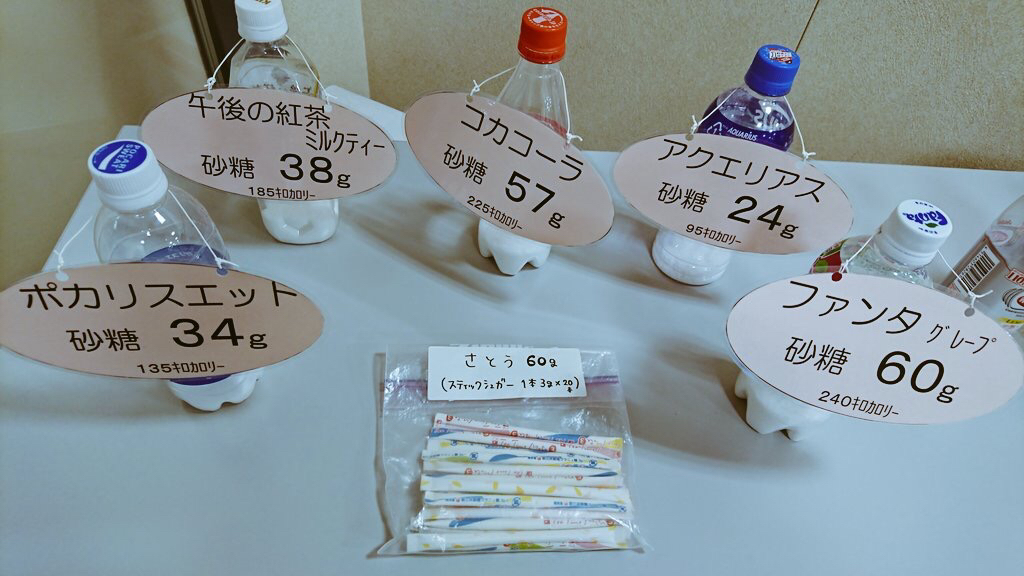 午後の紅茶
ミルクティー
砂糖 38g
185キロカロリー
コカコーラ
砂糖 57g
225キロカロリー
アクエリアス
砂糖 24g
95キロカロリー
AQUARIUS
POCARI
SWEAT
ポカリスエット
砂糖 34g
135キロカロリー
Fanta
ファンタ グレープ
砂糖 60g
240キロカロリー
さとう 60g
(スティックシュガー 1本3g×20本)